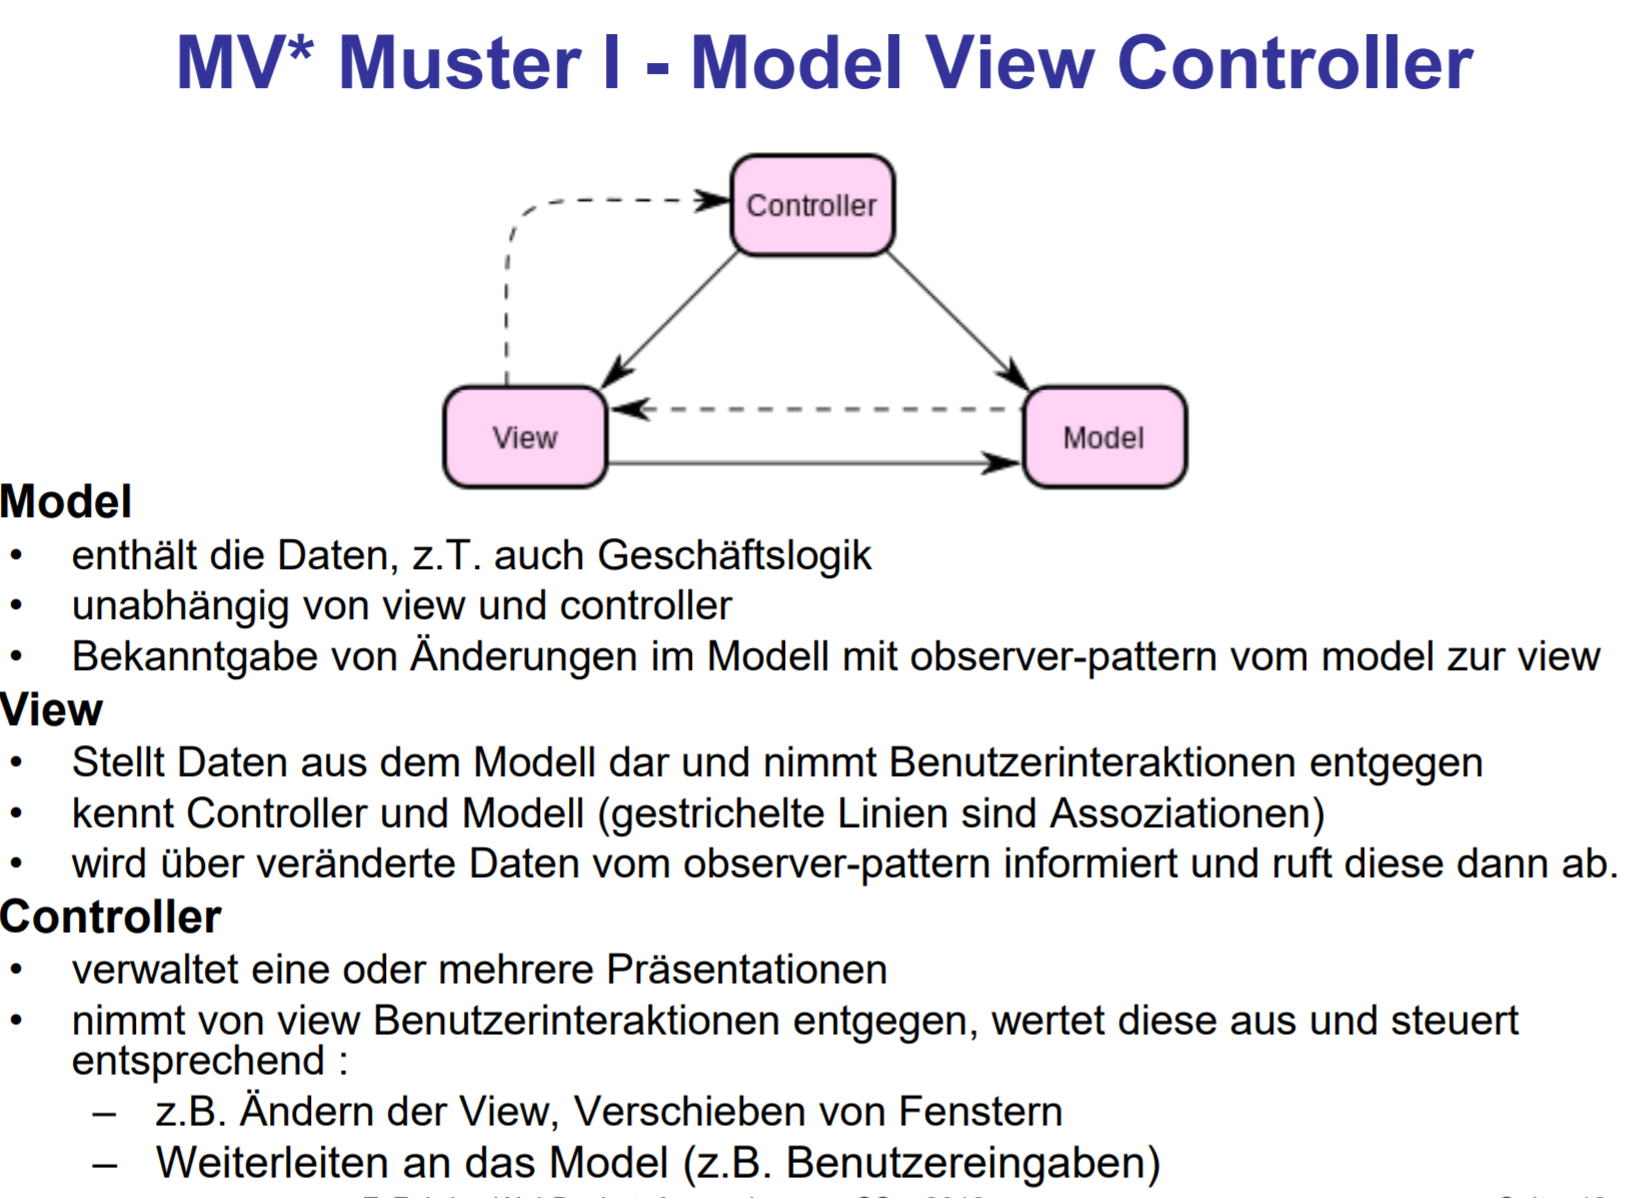 MV* Muster I - Model View Controller
Controller
View
Model
Model
• enthält die Daten, z.T. auch Geschäftslogik
• unabhängig von view und controller
• Bekanntgabe von Änderungen im Modell mit observer-pattern vom model zur view
View
• Stellt Daten aus dem Modell dar und nimmt Benutzerinteraktionen entgegen
• kennt Controller und Modell (gestrichelte Linien sind Assoziationen)
• wird über veränderte Daten vom observer-pattern informiert und ruft diese dann ab.
Controller
• verwaltet eine oder mehrere Präsentationen
• nimmt von view Benutzerinteraktionen entgegen, wertet diese aus und steuert
entsprechend :
– z.B. Ändern der View, Verschieben von Fenstern
– Weiterleiten an das Model (z.B. Benutzereingaben)